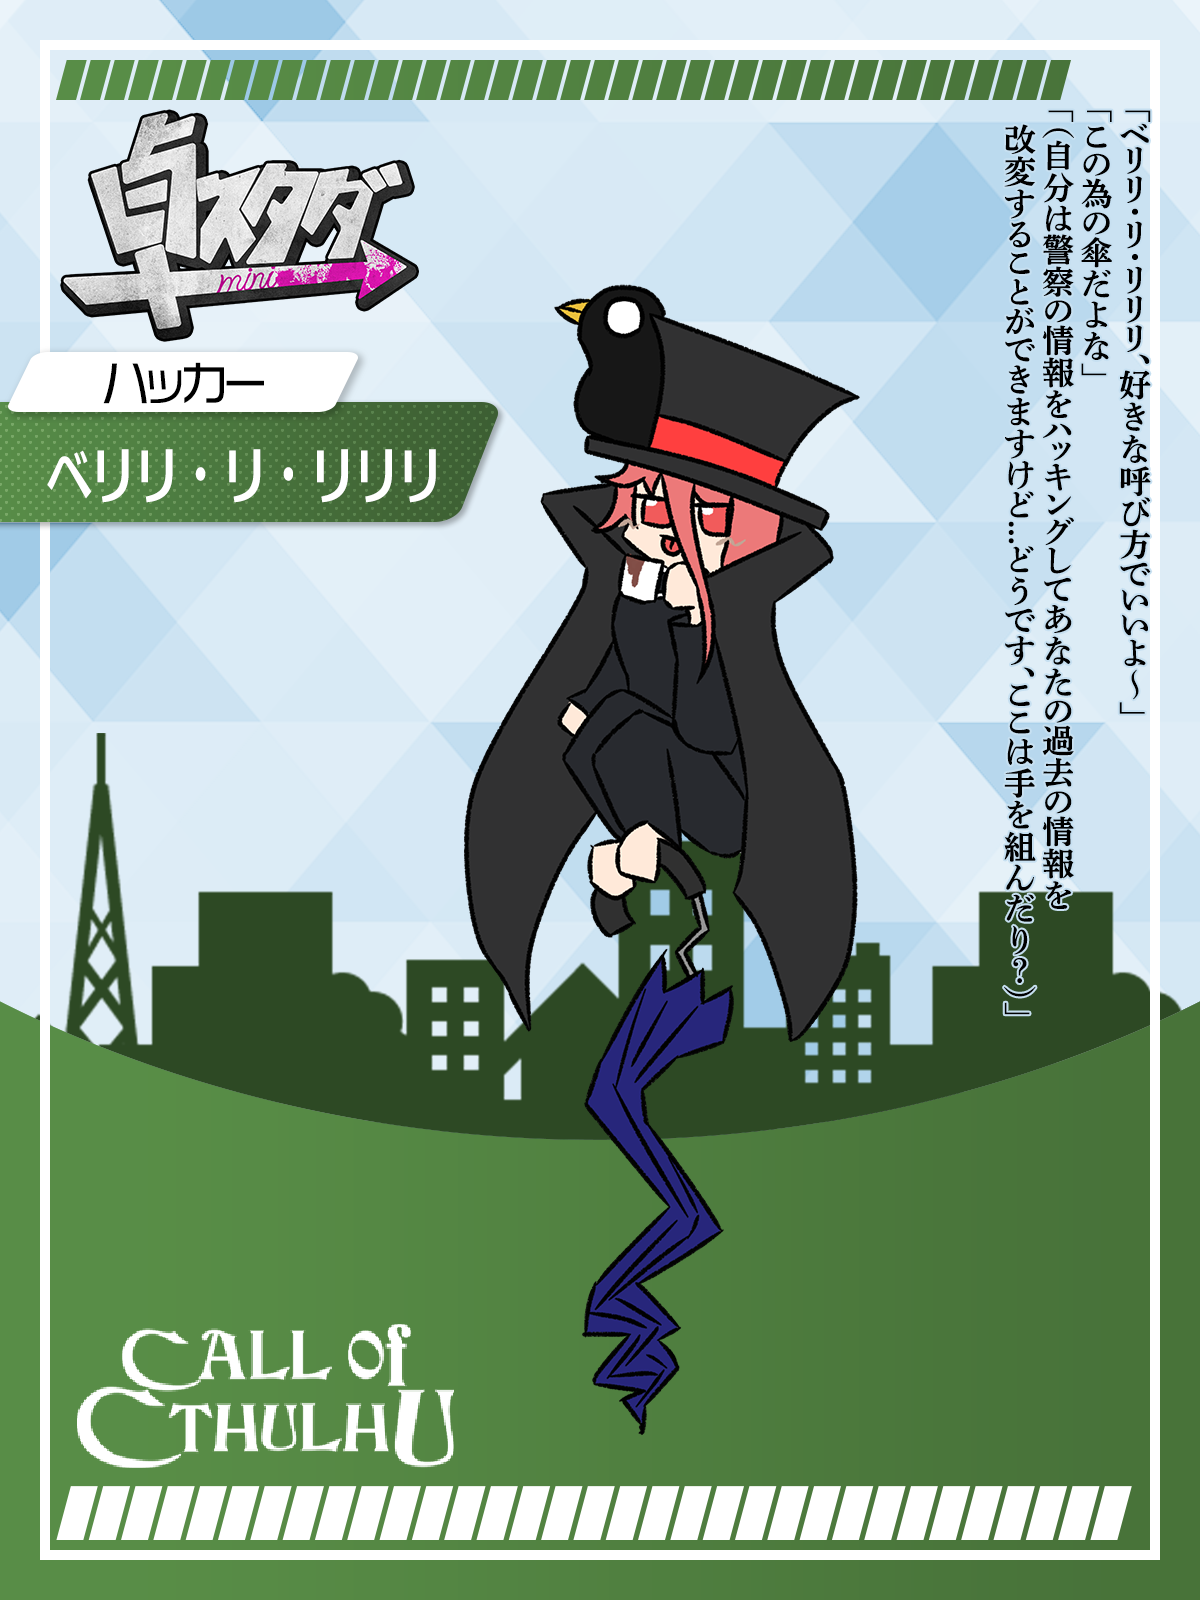 卓スタダ
mini
ハッカー
ベリリ・リ・リリリ
「ベリリ・リ・リリリ、好きな呼び方でいいよ～」
「この為の傘だよな」
「(自分は警察の情報をハッキングしてあなたの過去の情報を
改変することができますけど…どうです、ここは手を組んだり?)」
CALL Of
CTHULHU